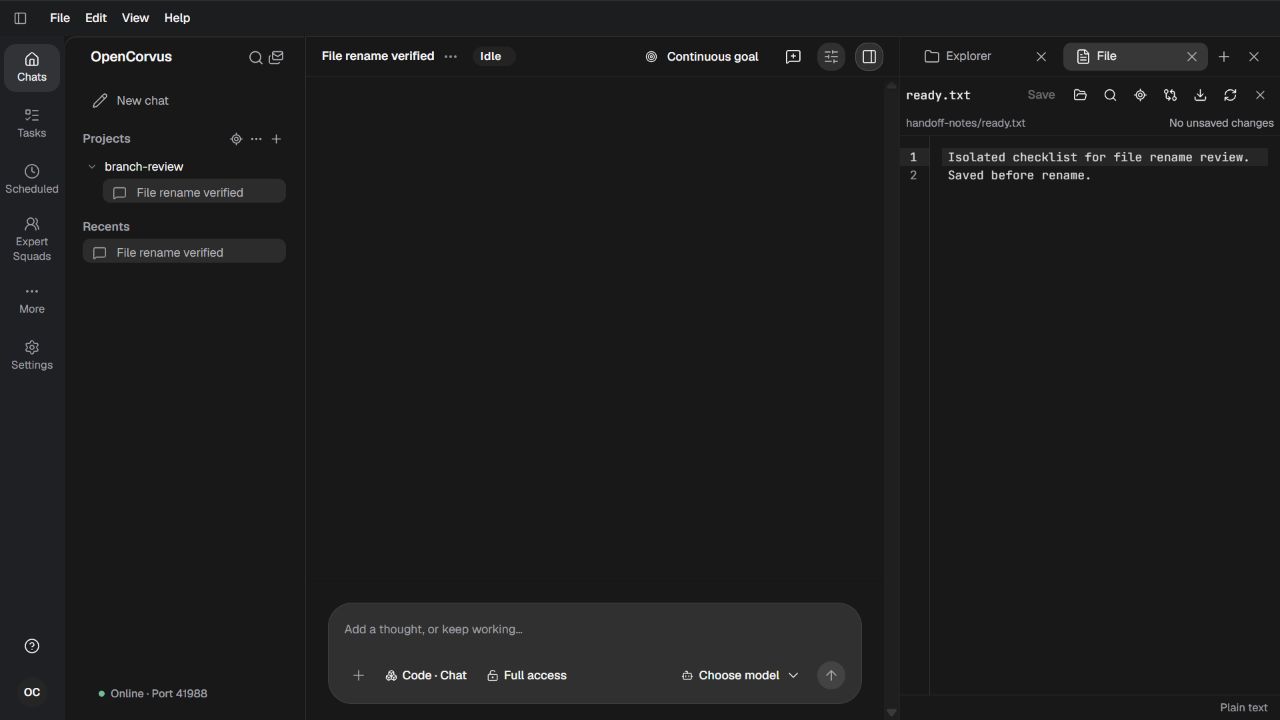 File Edit View Help
Chats
Tasks
Scheduled
Expert
Squads
More
Settings
OC
OpenCorvus
New chat
Projects
branch-review
File rename verified
Recents
File rename verified
Online · Port 41988
File rename verified ··· Idle Continuous goal
Add a thought, or keep working…
Code · Chat Full access Choose model
Explorer File
ready.txt Save
handoff-notes/ready.txt No unsaved changes
1 Isolated checklist for file rename review.
2 Saved before rename.
Plain text